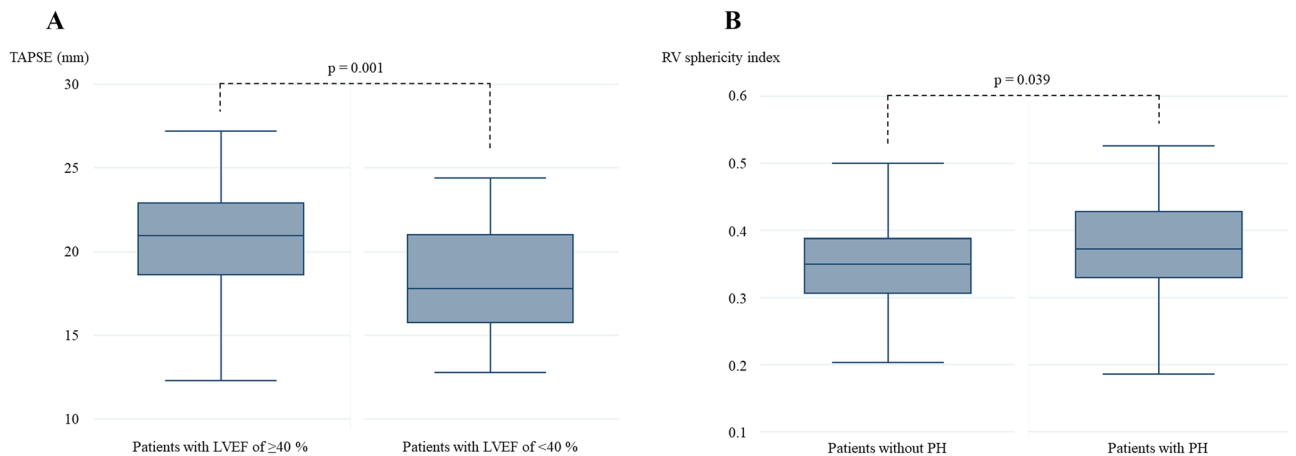 A
TAPSE (mm)
p = 0.001
30
25
20
15
10
Patients with LVEF of ≥40 %
Patients with LVEF of <40 %
B
RV sphericity index
p = 0.039
0.6
0.5
0.4
0.3
0.2
0.1
Patients without PH
Patients with PH